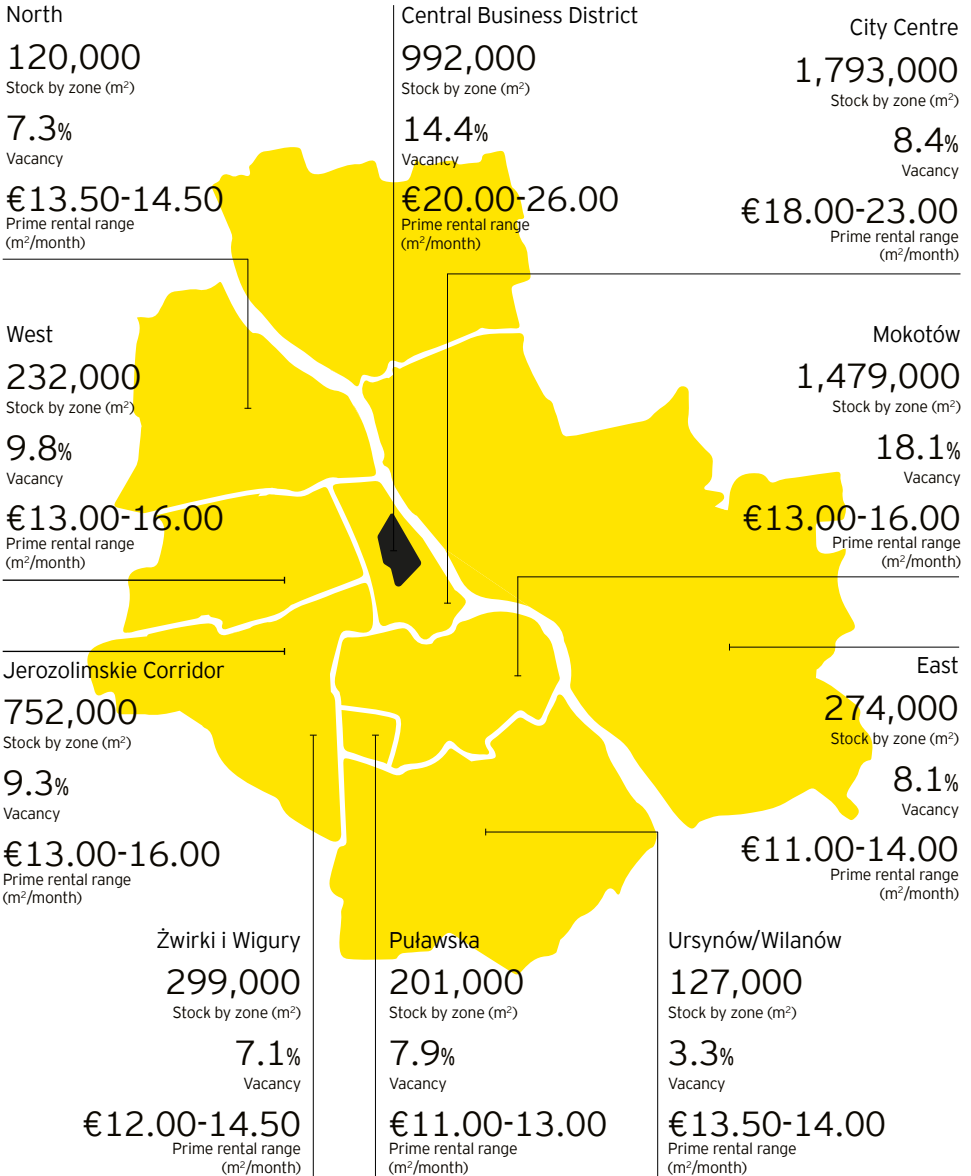 North
120,000
Stock by zone (m²)
7.3%
Vacancy
€13.50-14.50
Prime rental range
(m²/month)
Central Business District
992,000
Stock by zone (m²)
14.4%
Vacancy
€20.00-26.00
Prime rental range
(m²/month)
City Centre
1,793,000
Stock by zone (m²)
8.4%
Vacancy
€18.00-23.00
Prime rental range
(m²/month)
West
232,000
Stock by zone (m²)
9.8%
Vacancy
€13.00-16.00
Prime rental range
(m²/month)
Mokotów
1,479,000
Stock by zone (m²)
18.1%
Vacancy
€13.00-16.00
Prime rental range
(m²/month)
Jerozolimskie Corridor
752,000
Stock by zone (m²)
9.3%
Vacancy
€13.00-16.00
Prime rental range
(m²/month)
East
274,000
Stock by zone (m²)
8.1%
Vacancy
€11.00-14.00
Prime rental range
(m²/month)
Żwirki i Wigury
299,000
Stock by zone (m²)
7.1%
Vacancy
€12.00-14.50
Prime rental range
(m²/month)
Puławska
201,000
Stock by zone (m²)
7.9%
Vacancy
€11.00-13.00
Prime rental range
(m²/month)
Ursynów/Wilanów
127,000
Stock by zone (m²)
3.3%
Vacancy
€13.50-14.00
Prime rental range
(m²/month)